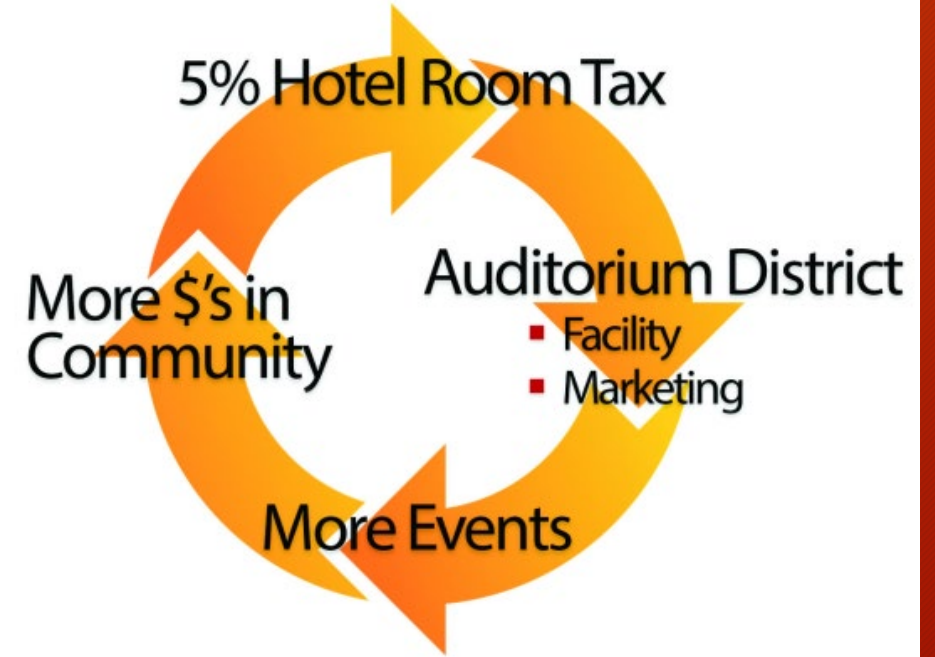 5% Hotel Room Tax
Auditorium District
▪ Facility
▪ Marketing
More Events
More $'s in
Community